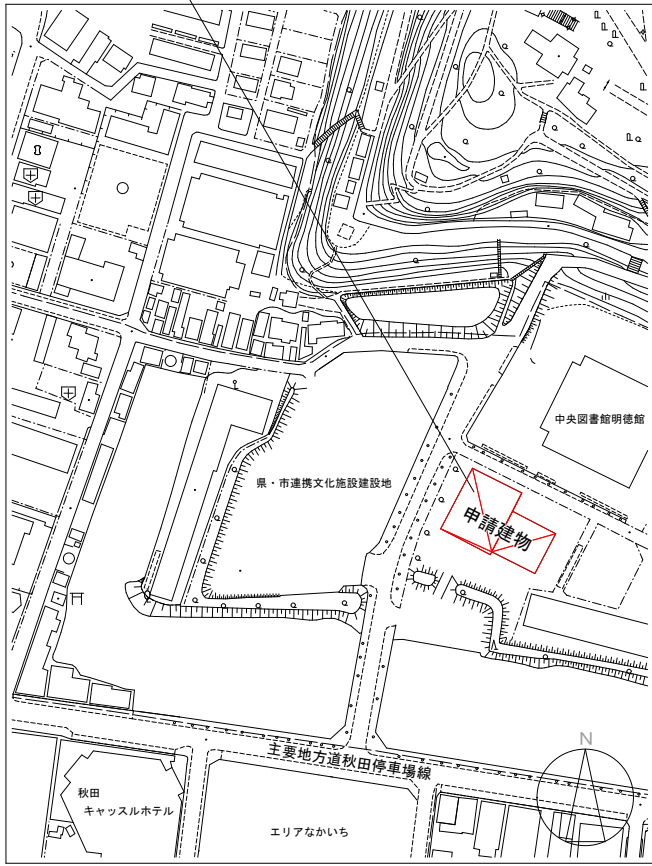 中央図書館明徳館
県・市連携文化施設建設地
申請建物
主要地方道秋田停車場線
N
秋田
キャッスルホテル
エリアなかいち